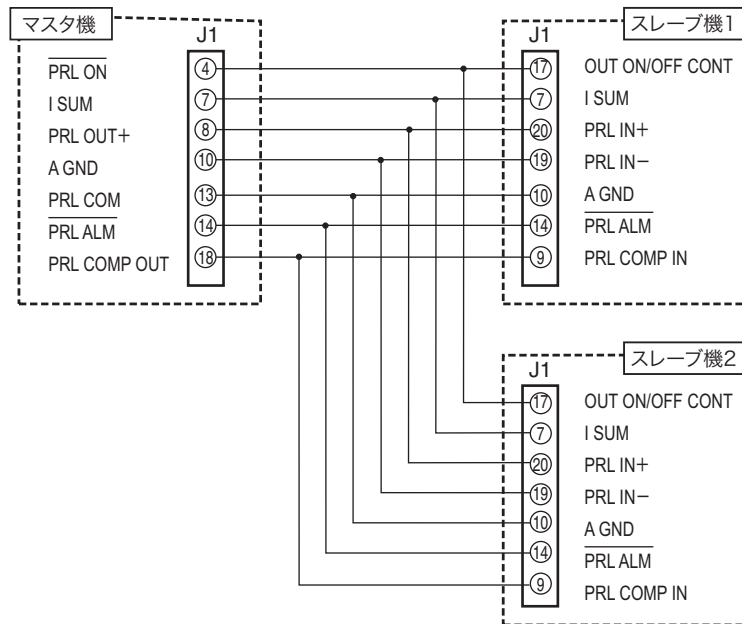 マスタ機
J1
PRL ON
④
I SUM
⑦
PRL OUT+
⑧
A GND
⑩
PRL COM
⑬
PRL ALM
⑭
PRL COMP OUT
⑱
スレーブ機1
J1
⑰
OUT ON/OFF CONT
⑦
I SUM
⑳
PRL IN+
⑲
PRL IN−
⑩
A GND
⑭
PRL ALM
⑨
PRL COMP IN
スレーブ機2
J1
⑰
OUT ON/OFF CONT
⑦
I SUM
⑳
PRL IN+
⑲
PRL IN−
⑩
A GND
⑭
PRL ALM
⑨
PRL COMP IN